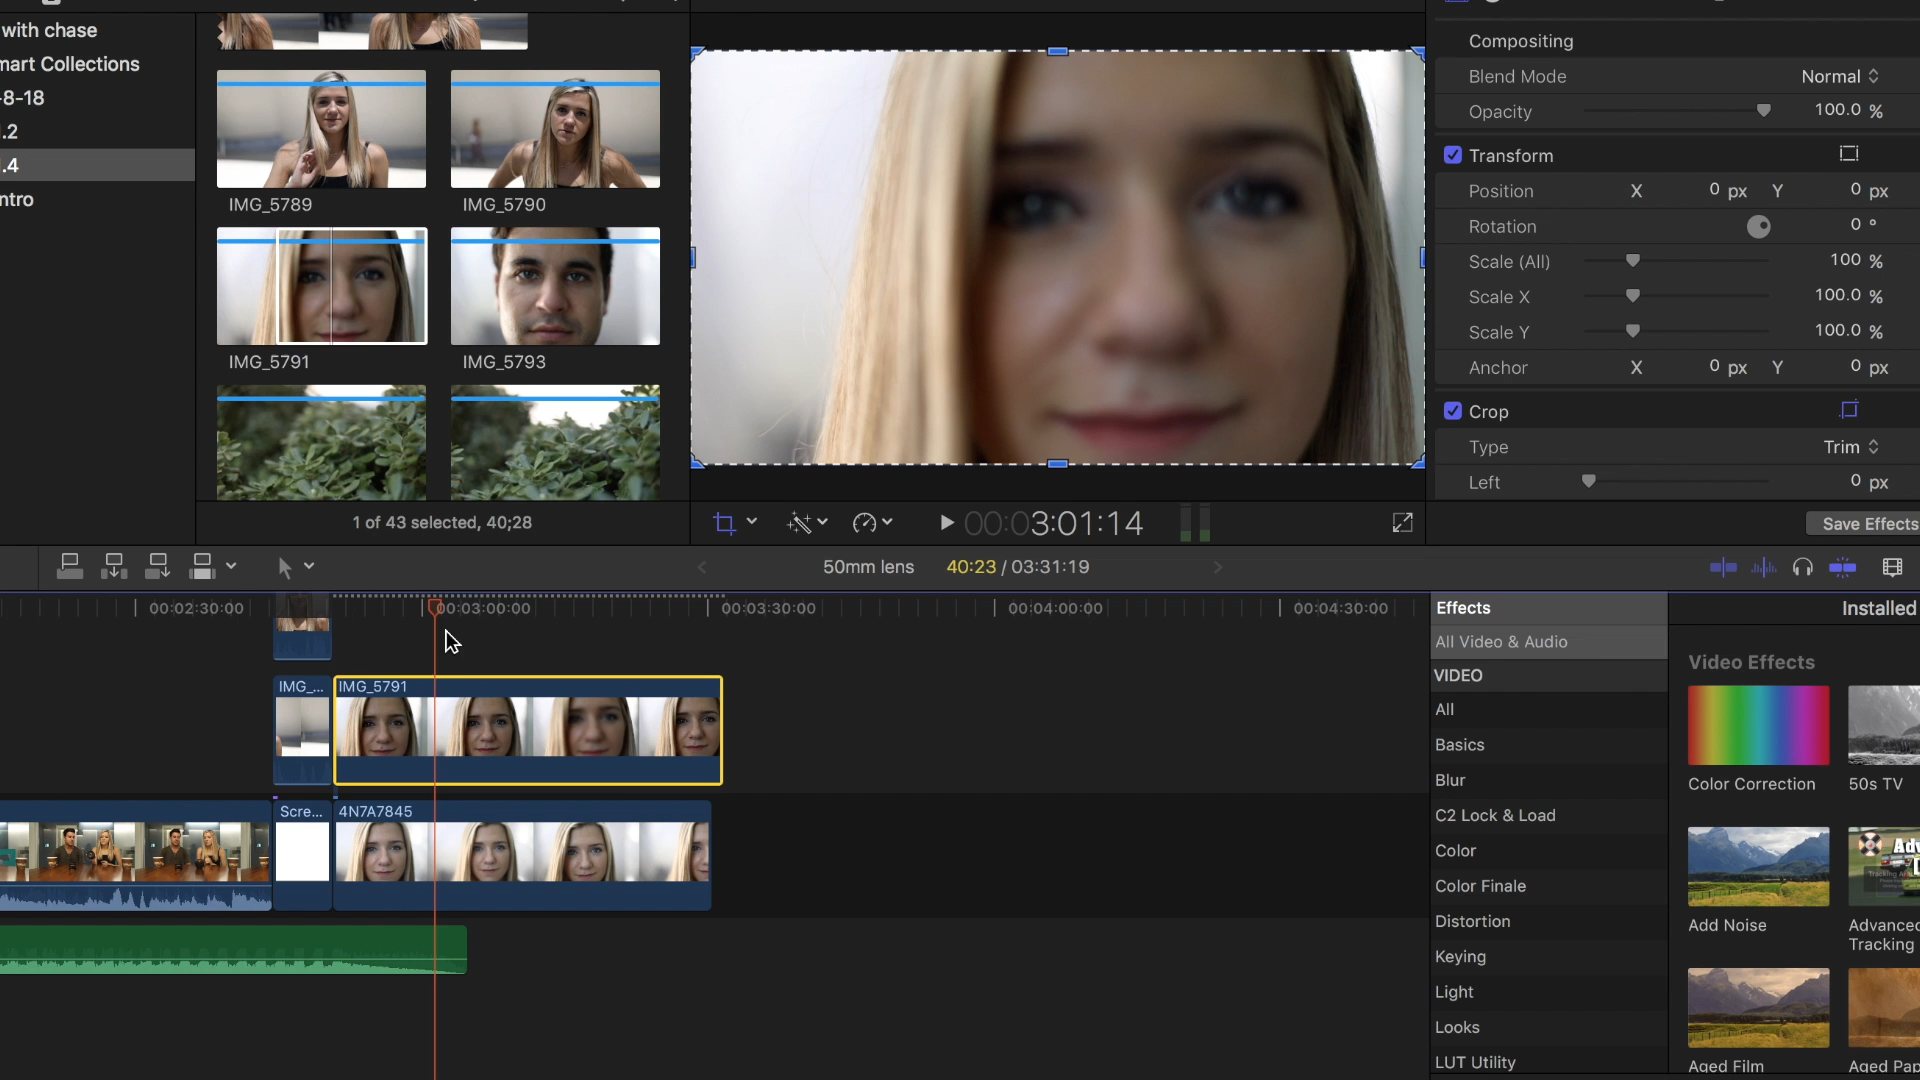 with chase
mart Collections
-8-18
.2
.4
ntro
IMG_5789
IMG_5790
IMG_5791
IMG_5793
1 of 43 selected, 40;28
00:03:01:14
Compositing
Blend Mode
Normal
Opacity
100.0 %
Transform
Position X 0 px Y 0 px
Rotation 0 °
Scale (All) 100 %
Scale X 100.0 %
Scale Y 100.0 %
Anchor X 0 px Y 0 px
Crop
Type Trim
Left 0 px
Save Effects
50mm lens 40:23 / 03:31:19
00:02:30:00
00:03:00:00
00:03:30:00
00:04:00:00
00:04:30:00
IMG_...
IMG_5791
Scre...
4N7A7845
Effects
Installed
All Video & Audio
VIDEO
All
Basics
Blur
C2 Lock & Load
Color
Color Finale
Distortion
Keying
Light
Looks
LUT Utility
Video Effects
Color Correction
50s TV
Add Noise
Advanced
Tracking
Aged Film
Aged Pap